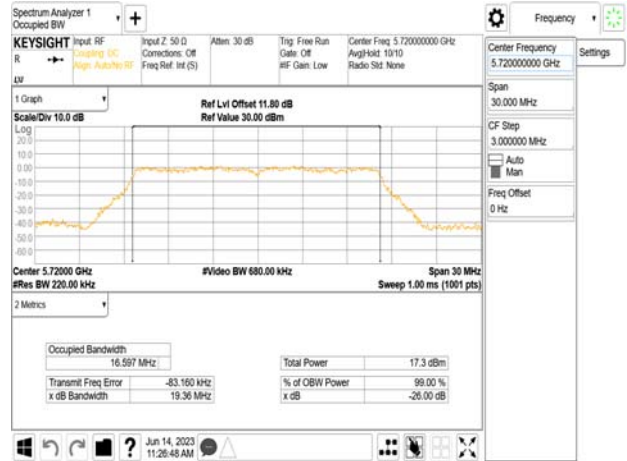 Spectrum Analyzer 1
Occupied BW
KEYSIGHT
Input: RF
Coupling: DC
Align: Auto/No RF
Input Z: 50 Ω
Corrections: Off
Freq Ref: Int (S)
Atten: 30 dB
Trig: Free Run
Gate: Off
#IF Gain: Low
Center Freq: 5.720000000 GHz
Avg|Hold: 10/10
Radio Std: None
R
1 Graph
Scale/Div 10.0 dB
Ref Lvl Offset 11.80 dB
Ref Value 30.00 dBm
Log
20.0
10.0
0.00
-10.0
-20.0
-30.0
-40.0
-50.0
-60.0
Center 5.72000 GHz
#Res BW 220.00 kHz
#Video BW 680.00 kHz
Span 30 MHz
Sweep 1.00 ms (1001 pts)
2 Metrics
Occupied Bandwidth
16.597 MHz
Transmit Freq Error -83.160 kHz
x dB Bandwidth 19.36 MHz
Total Power 17.3 dBm
% of OBW Power 99.00 %
x dB -26.00 dB
Jun 14, 2023
11:26:48 AM
Frequency
Settings
Center Frequency
5.720000000 GHz
Span
30.000 MHz
CF Step
3.000000 MHz
Auto
Man
Freq Offset
0 Hz